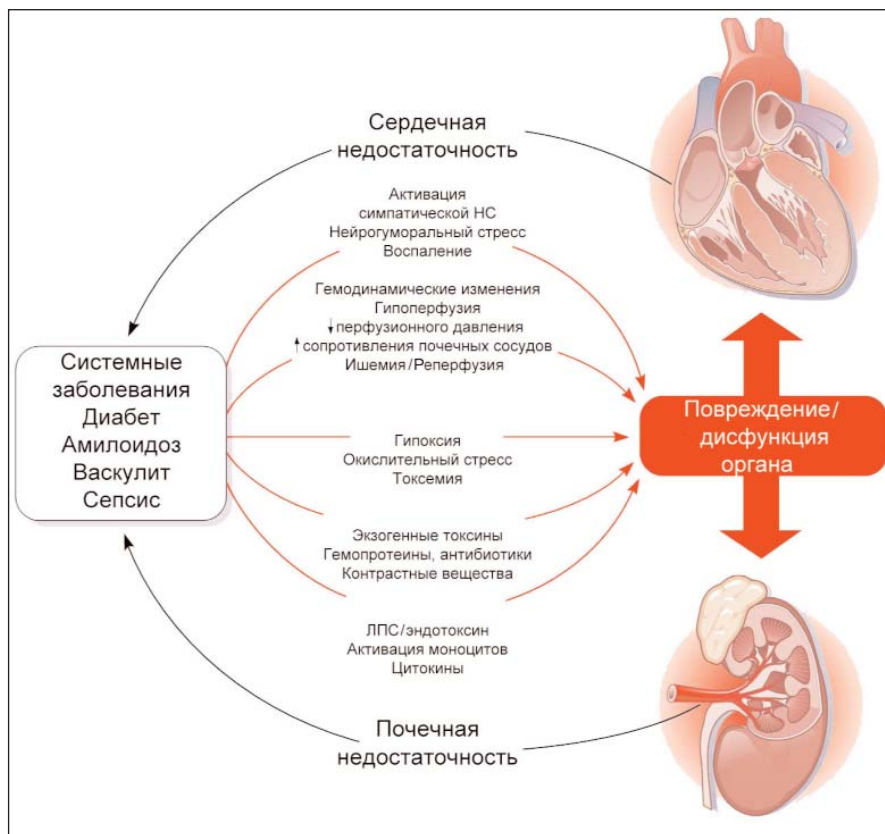 Сердечная
недостаточность
Активация
симпатической НС
Нейрогуморальный стресс
Воспаление
Гемодинамические изменения
Гипоперфузия
↓перфузионного давления
↑сопротивления почечных сосудов
Ишемия/Реперфузия
Системные
заболевания
Диабет
Амилоидоз
Васкулит
Сепсис
Повреждение/
дисфункция
органа
Гипоксия
Окислительный стресс
Токсемия
Экзогенные токсины
Гемопротеины, антибиотики
Контрастные вещества
ЛПС/эндотоксин
Активация моноцитов
Цитокины
Почечная
недостаточность